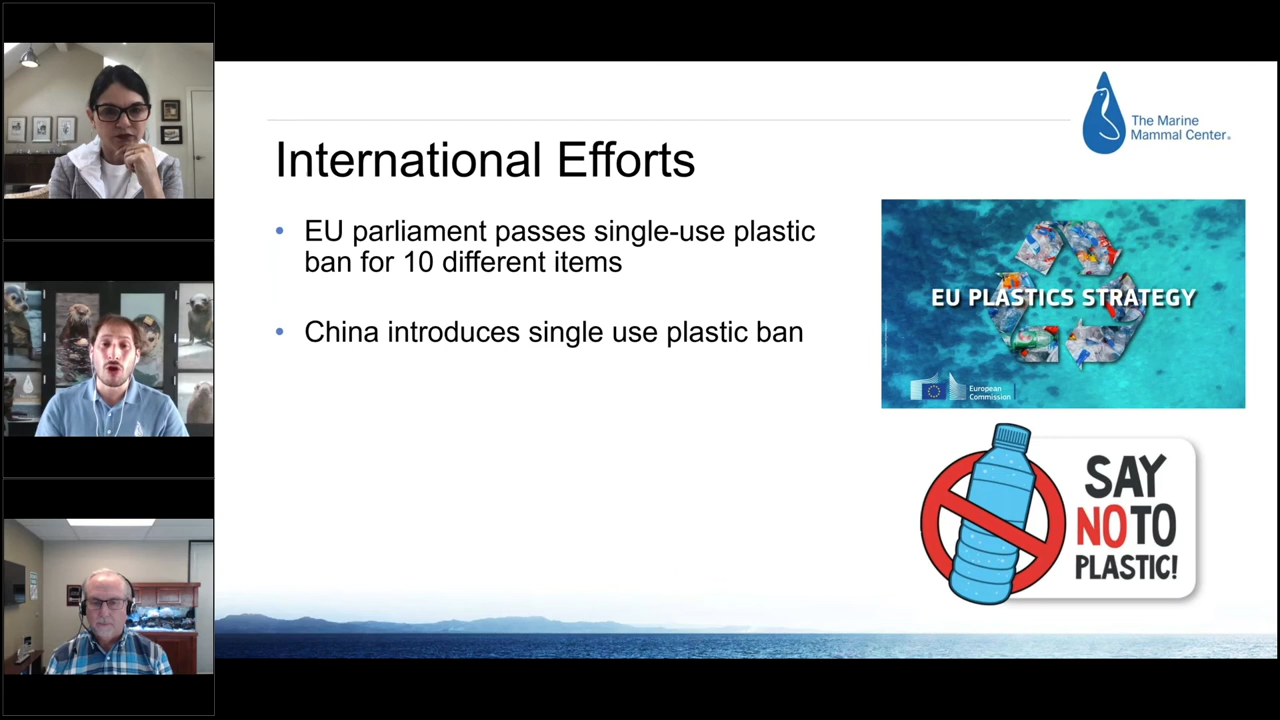 The Marine
Mammal Center®
International Efforts
• EU parliament passes single-use plastic
ban for 10 different items
• China introduces single use plastic ban
EU PLASTICS STRATEGY
European
Commission
SAY
NO TO
PLASTIC!